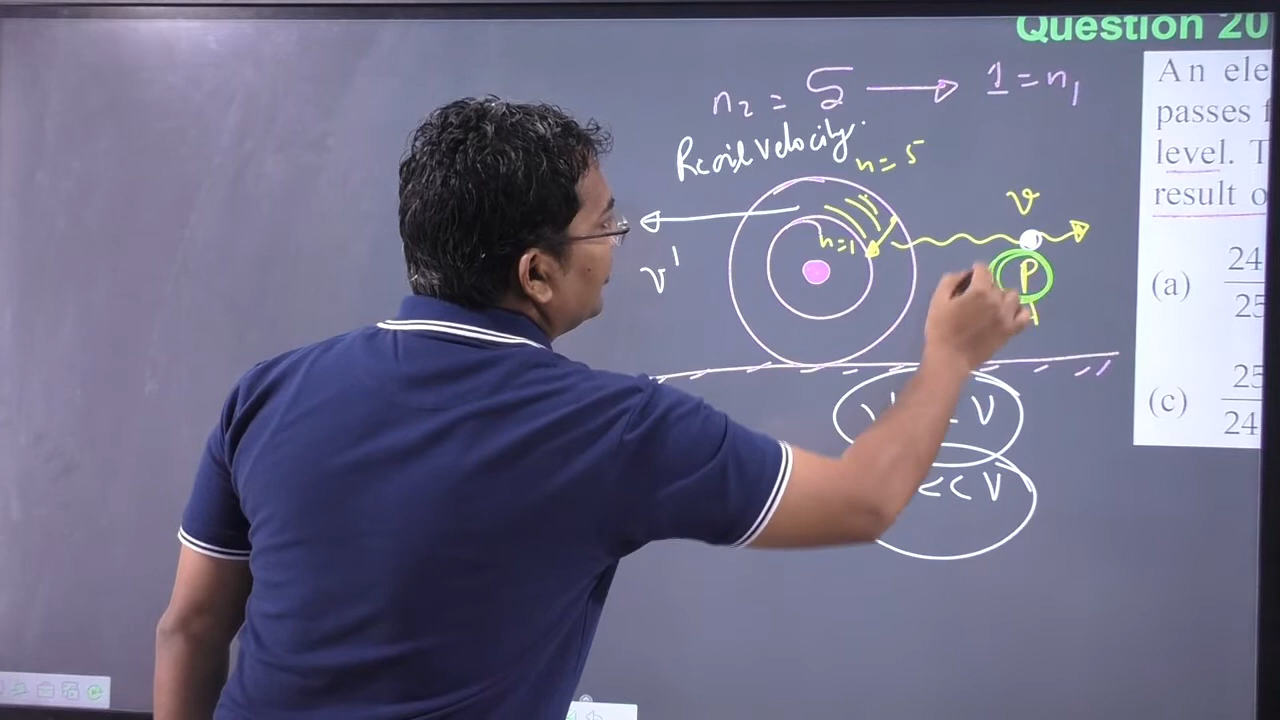 Question 20
n₂ = 5 → 1 = n₁
Recoil velocity.
n = 5
n=1
v
v'
P
V
<< V
An ele
passes f
level. T
result o
(a) 24
25
(c) 25
24